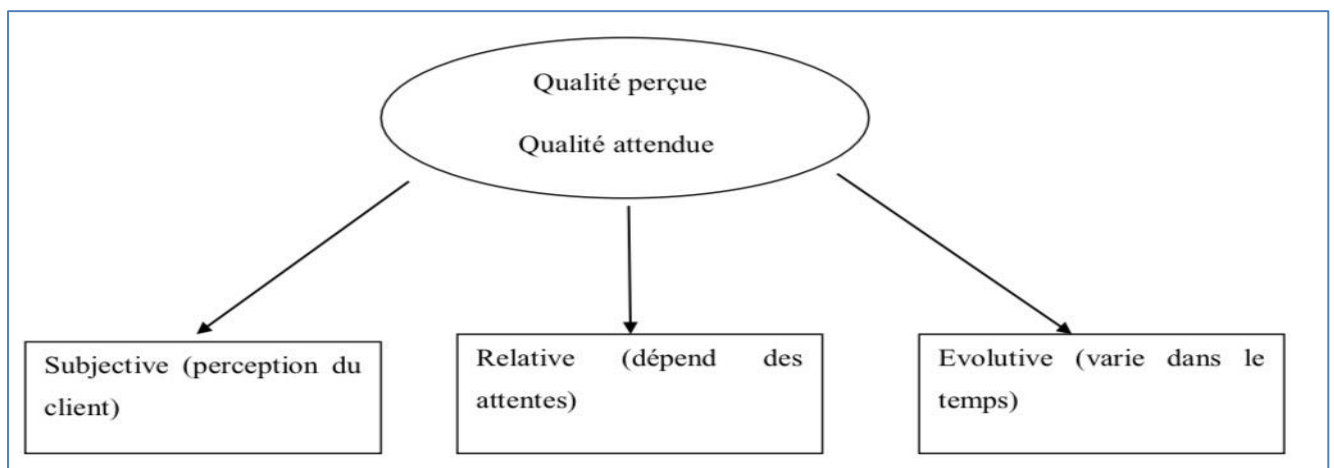 Qualité perçue
Qualité attendue
Subjective (perception du
client)
Relative (dépend des
attentes)
Evolutive (varie dans le
temps)